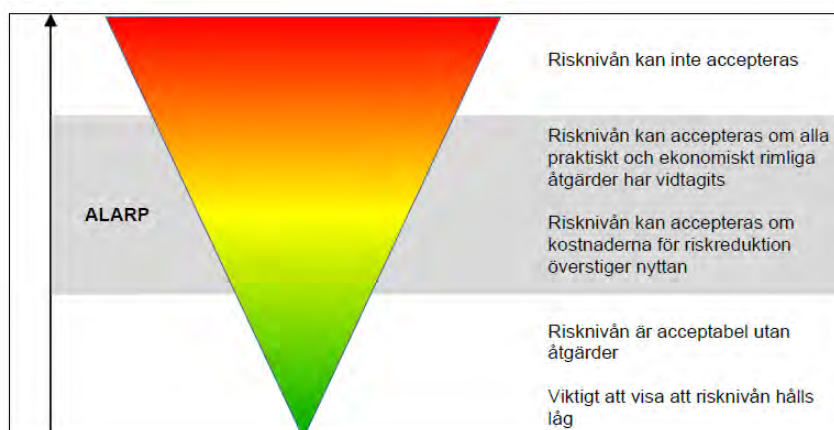 Risknivån kan inte accepteras
Risknivån kan accepteras om alla
praktiskt och ekonomiskt rimliga
åtgärder har vidtagits
ALARP
Risknivån kan accepteras om
kostnaderna för riskreduktion
överstiger nyttan
Risknivån är acceptabel utan
åtgärder
Viktigt att visa att risknivån hålls
låg